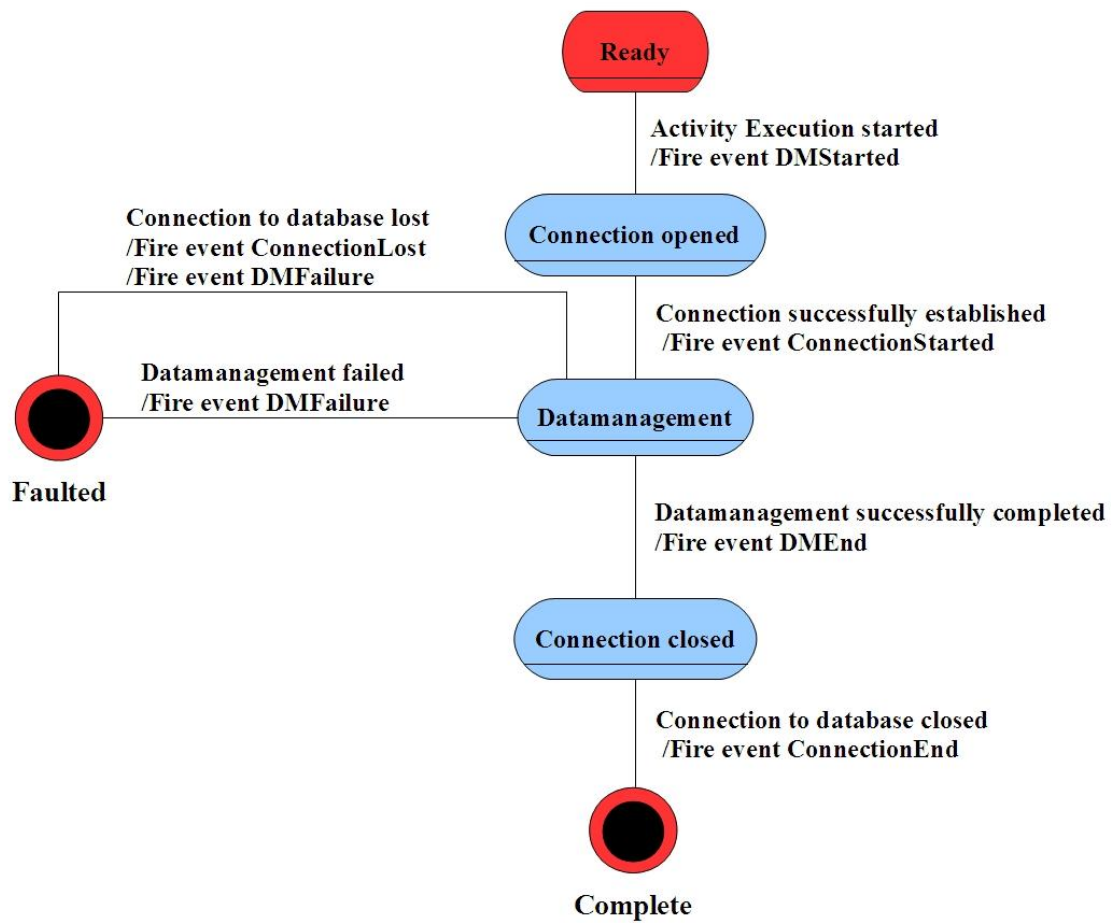 Ready
Activity Execution started
/Fire event DMStarted
Connection opened
Connection to database lost
/Fire event ConnectionLost
/Fire event DMFailure
Connection successfully established
/Fire event ConnectionStarted
Datamanagement failed
/Fire event DMFailure
Datamanagement
Faulted
Datamanagement successfully completed
/Fire event DMEnd
Connection closed
Connection to database closed
/Fire event ConnectionEnd
Complete